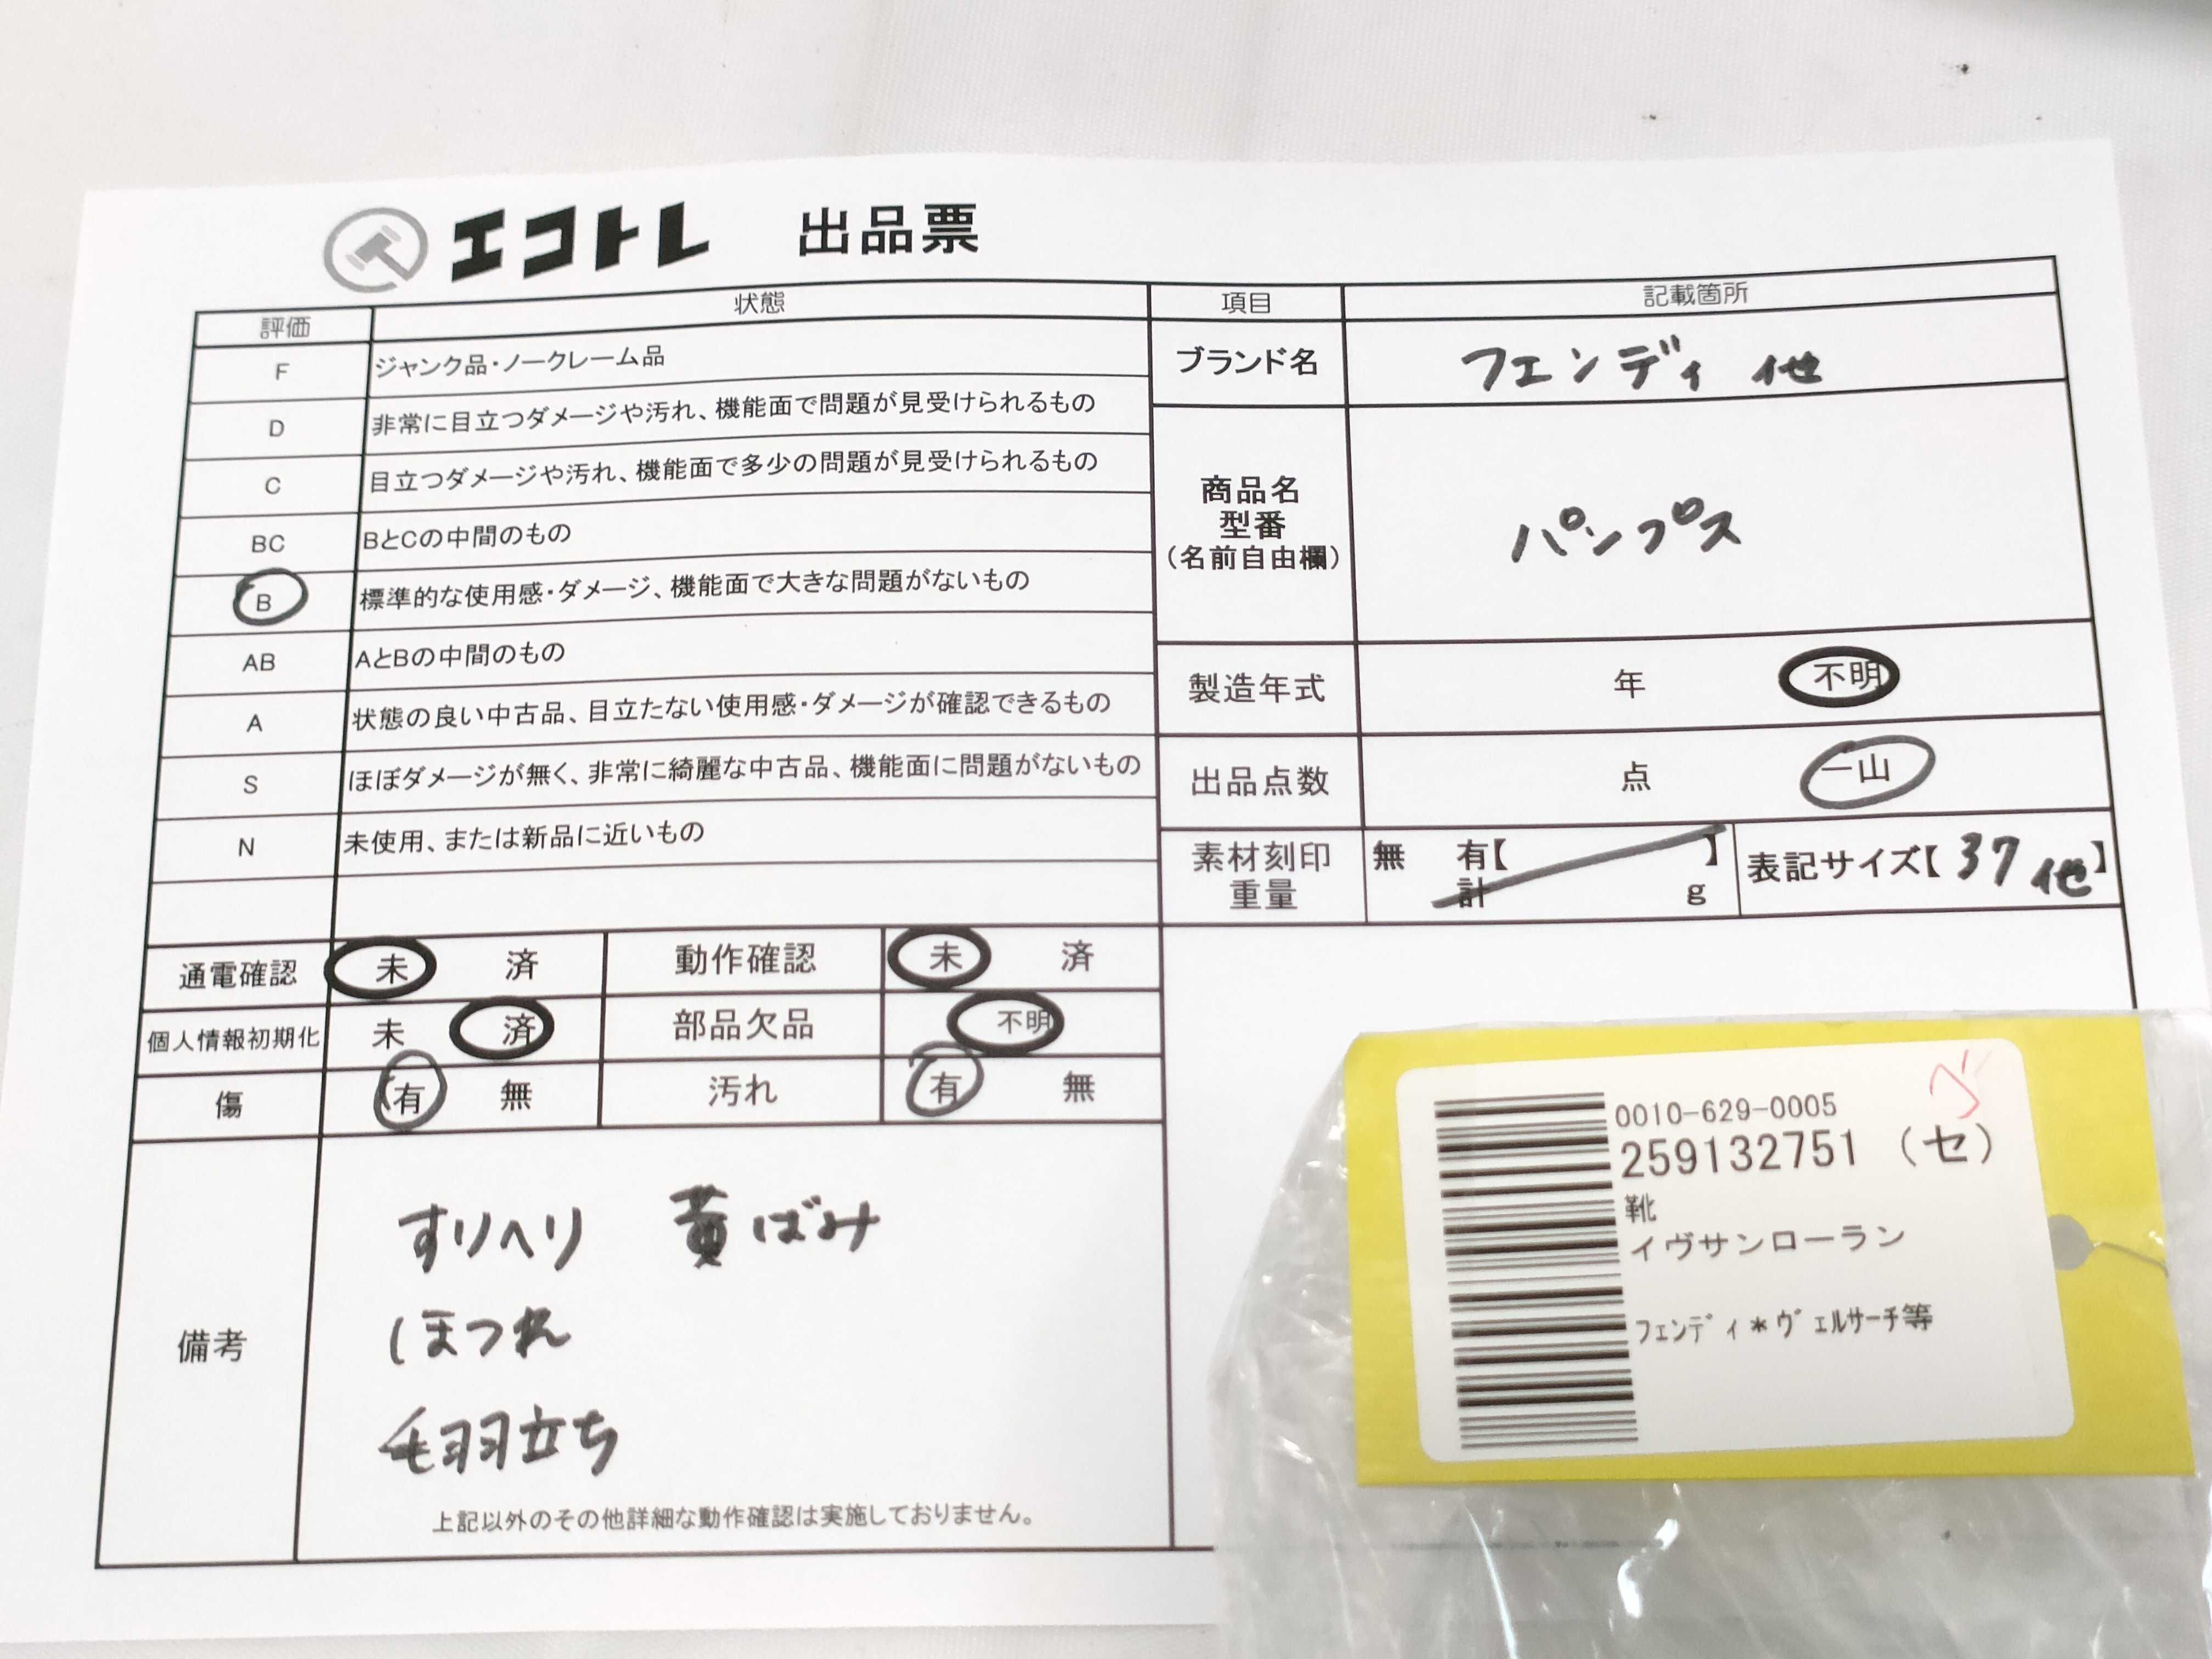 エコトレ 出品票
評価 状態 項目 記載箇所
F ジャンク品・ノークレーム品
D 非常に目立つダメージや汚れ、機能面で問題が見受けられるもの
C 目立つダメージや汚れ、機能面で多少の問題が見受けられるもの
BC BとCの中間のもの
B 標準的な使用感・ダメージ、機能面で大きな問題がないもの
AB AとBの中間のもの
A 状態の良い中古品、目立たない使用感・ダメージが確認できるもの
S ほぼダメージが無く、非常に綺麗な中古品、機能面に問題がないもの
N 未使用、または新品に近いもの
ブランド名 フェンディ 他
商品名
型番
(名前自由欄)
パンプス
製造年式 年 不明
出品点数 点 一山
素材刻印 無 有【 】
重量 計 g
表記サイズ【37他】
通電確認 未 済 動作確認 未 済
個人情報初期化 未 済 部品欠品 不明
傷 有 無 汚れ 有 無
備考
すりへり 黄ばみ
ほつれ
毛羽立ち
上記以外のその他詳細な動作確認は実施しておりません。
0010-629-0005
259132751 (セ)
靴
イヴサンローラン
フェンディ*ヴェルサーチ等